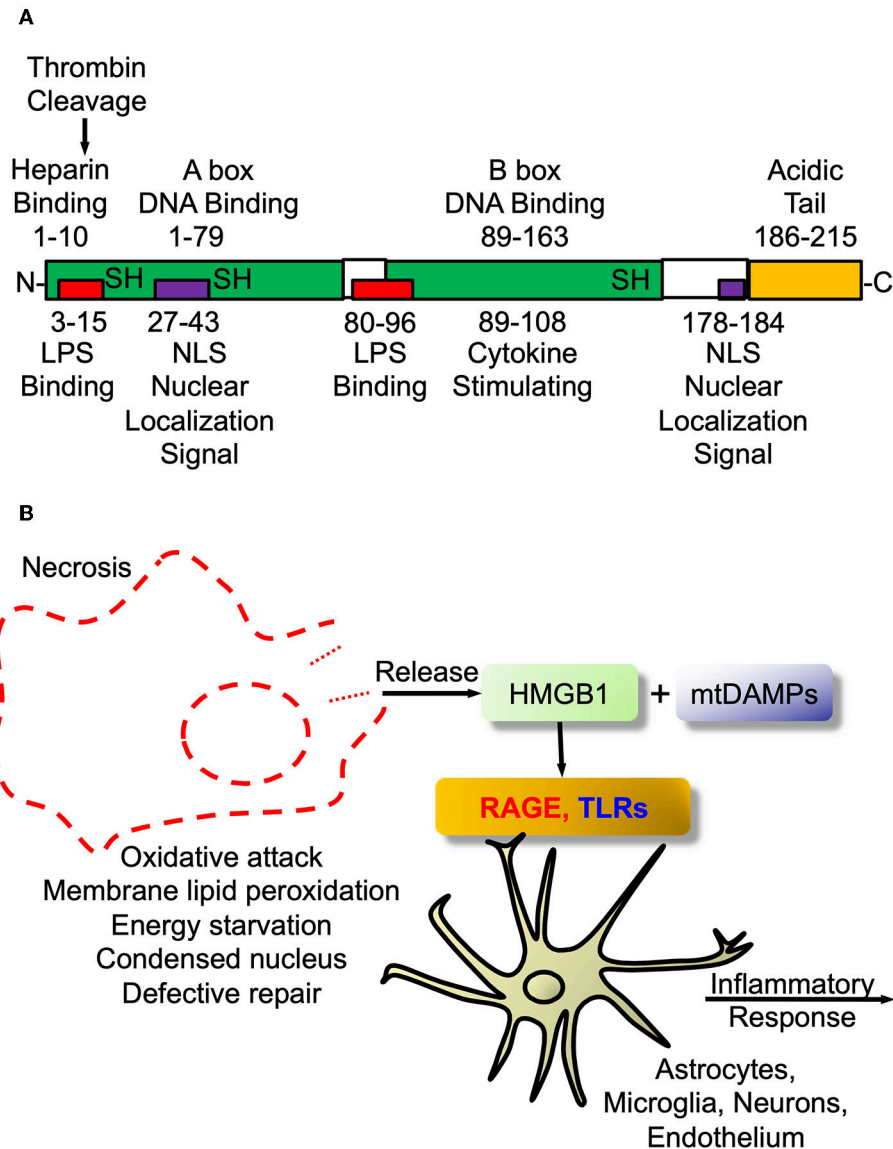 A
Thrombin
Cleavage
Heparin
Binding
1-10
A box
DNA Binding
1-79
B box
DNA Binding
89-163
Acidic
Tail
186-215
N-
SH
SH
SH
-C
3-15
LPS
Binding
27-43
NLS
Nuclear
Localization
Signal
80-96
LPS
Binding
89-108
Cytokine
Stimulating
178-184
NLS
Nuclear
Localization
Signal
B
Necrosis
Release
HMGB1
+
mtDAMPs
RAGE, TLRs
Oxidative attack
Membrane lipid peroxidation
Energy starvation
Condensed nucleus
Defective repair
Inflammatory
Response
Astrocytes,
Microglia, Neurons,
Endothelium